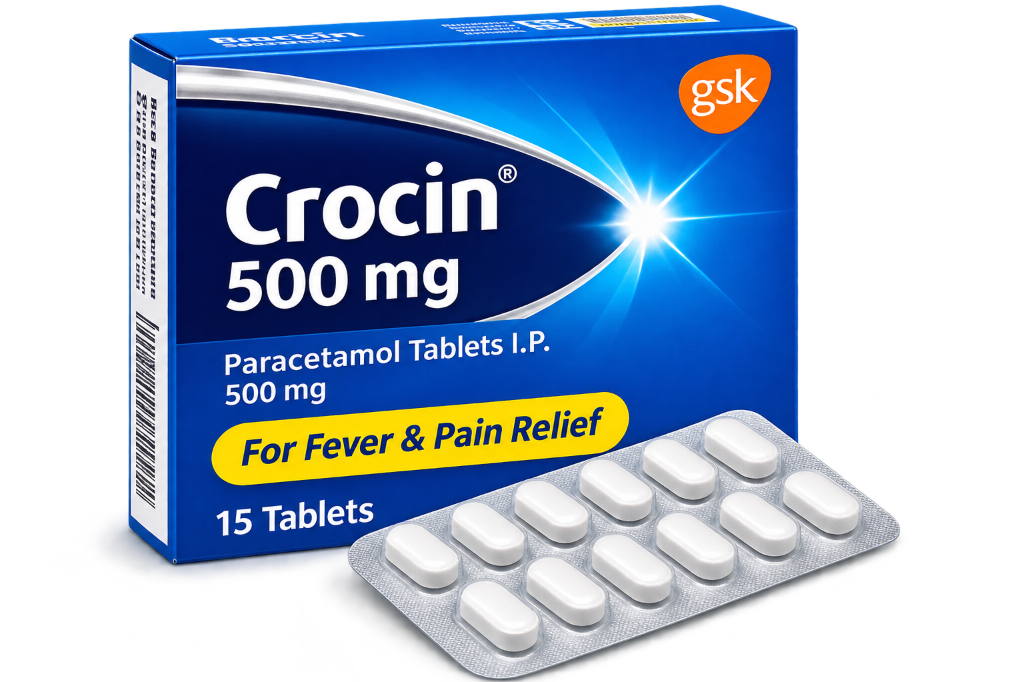 gsk
Crocin®
500 mg
Paracetamol Tablets I.P.
500 mg
For Fever & Pain Relief
15 Tablets